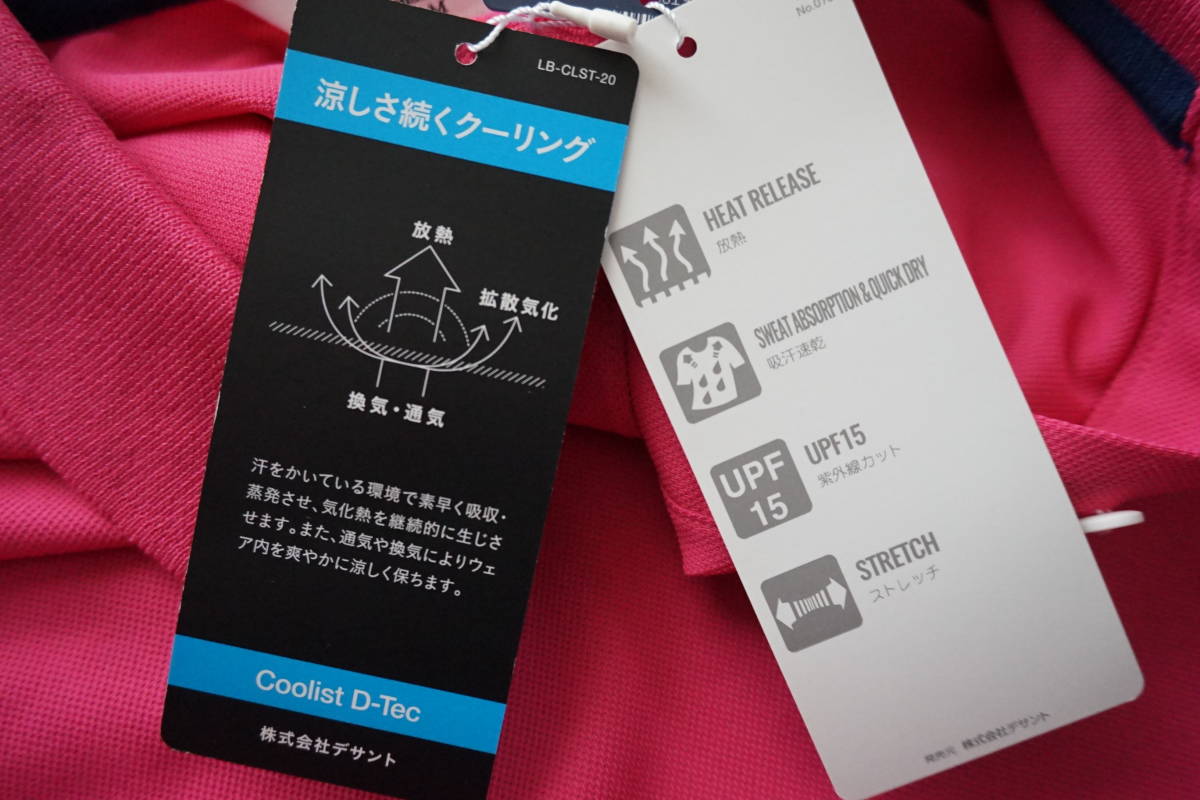 LB-CLST-20
涼しさ続くクーリング
放熱
拡散気化
換気・通気
汗をかいている環境で素早く吸収・
蒸発させ、気化熱を継続的に生じさ
せます。また、通気や換気によりウェ
ア内を爽やかに涼しく保ちます。
Coolist D-Tec
株式会社デサント
HEAT RELEASE
放熱
SWEAT ABSORPTION & QUICK DRY
吸汗速乾
UPF
15
UPF15
紫外線カット
STRETCH
ストレッチ
発売元 株式会社デサント
M